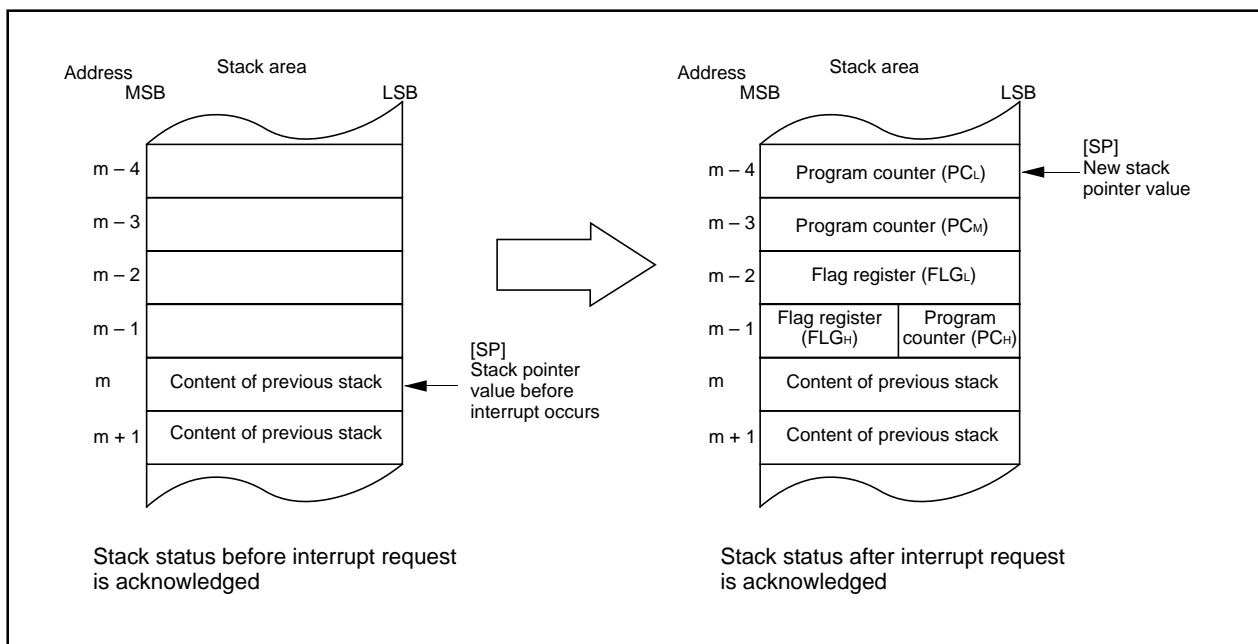 Address
Stack area
MSB
LSB
m – 4
m – 3
m – 2
m – 1
m
Content of previous stack
m + 1
Content of previous stack
[SP]
Stack pointer
value before
interrupt occurs
Stack status before interrupt request
is acknowledged
Address
Stack area
MSB
LSB
m – 4
Program counter (PCL)
m – 3
Program counter (PCM)
m – 2
Flag register (FLGL)
m – 1
Flag register
(FLGH)
Program
counter (PCH)
m
Content of previous stack
m + 1
Content of previous stack
[SP]
New stack
pointer value
Stack status after interrupt request
is acknowledged